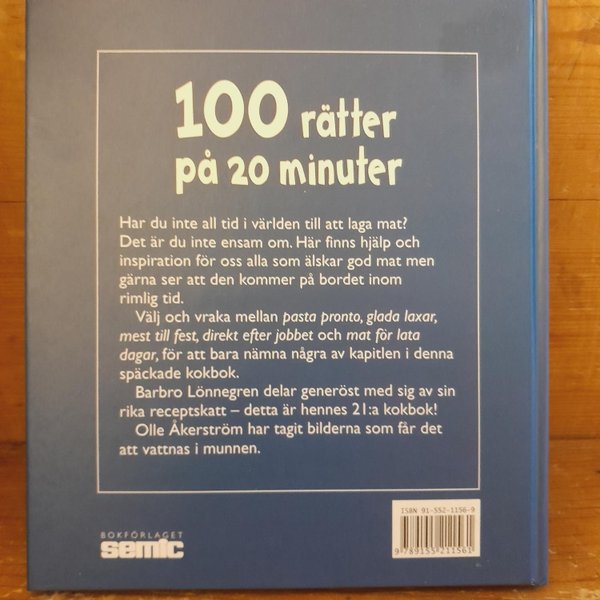 100 rätter
på 20 minuter
Har du inte all tid i världen till att laga mat?
Det är du inte ensam om. Här finns hjälp och
inspiration för oss alla som älskar god mat men
gärna ser att den kommer på bordet inom
rimlig tid.
Välj och vraka mellan pasta pronto, glada laxar,
mest till fest, direkt efter jobbet och mat för lata
dagar, för att bara nämna några av kapitlen i denna
späckade kokbok.
Barbro Lönnegren delar generöst med sig av sin
rika receptskatt – detta är hennes 21:a kokbok!
Olle Åkerström har tagit bilderna som får det
att vattnas i munnen.
BOKFÖRLAGET
semic
ISBN 91-552-1156-9
9 789155 211561